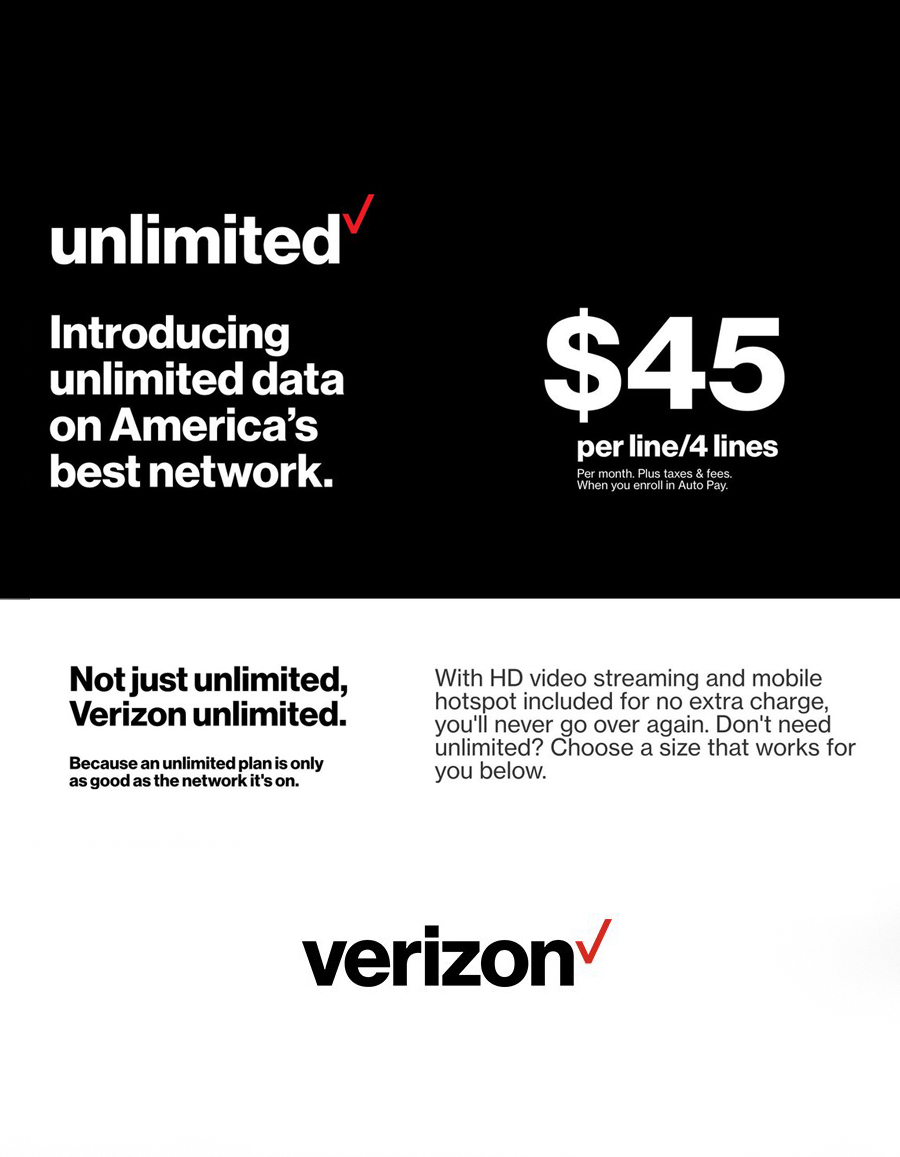 unlimited
Introducing
unlimited data
on America’s
best network.
$45
per line/4 lines
Per month. Plus taxes & fees.
When you enroll in Auto Pay.
Not just unlimited,
Verizon unlimited.
Because an unlimited plan is only
as good as the network it's on.
With HD video streaming and mobile
hotspot included for no extra charge,
you'll never go over again. Don't need
unlimited? Choose a size that works for
you below.
verizon